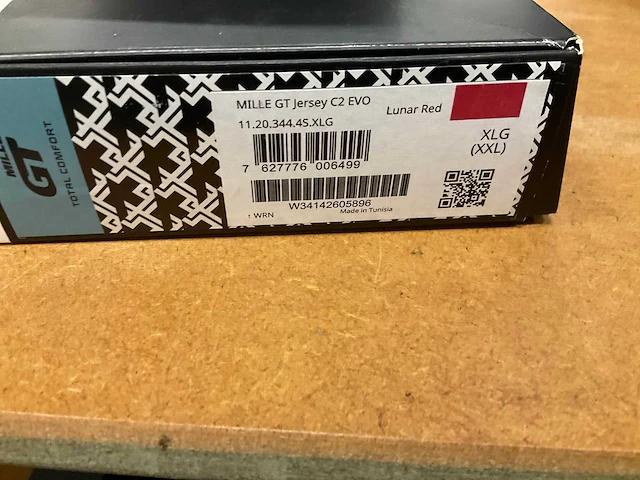 MILLE
GT
TOTAL COMFORT
MILLE GT Jersey C2 EVO
Lunar Red
11.20.344.4S.XLG
XLG
(XXL)
7 627776 006499
W34142605896
Made in Tunisia
WRN